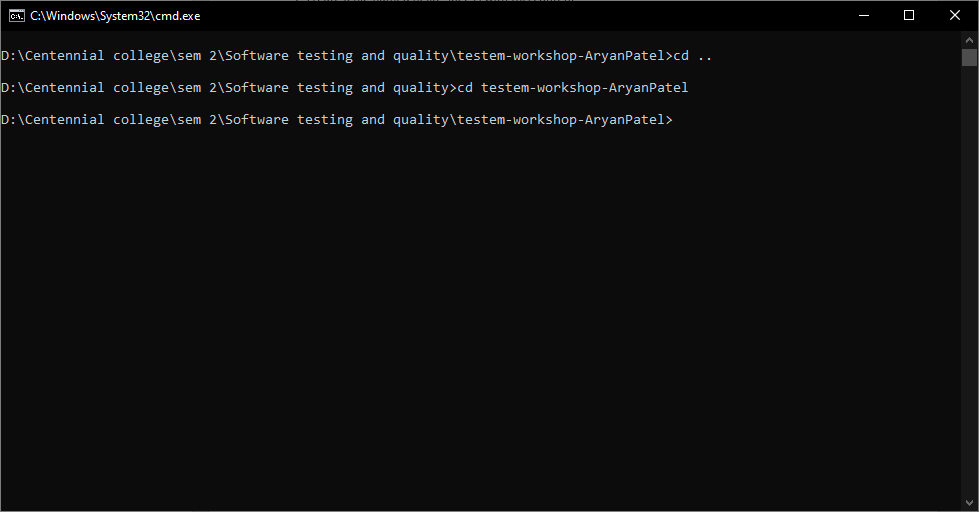 C:\Windows\System32\cmd.exe
D:\Centennial college\sem 2\Software testing and quality\testem-workshop-AryanPatel>cd ..
D:\Centennial college\sem 2\Software testing and quality>cd testem-workshop-AryanPatel
D:\Centennial college\sem 2\Software testing and quality\testem-workshop-AryanPatel>